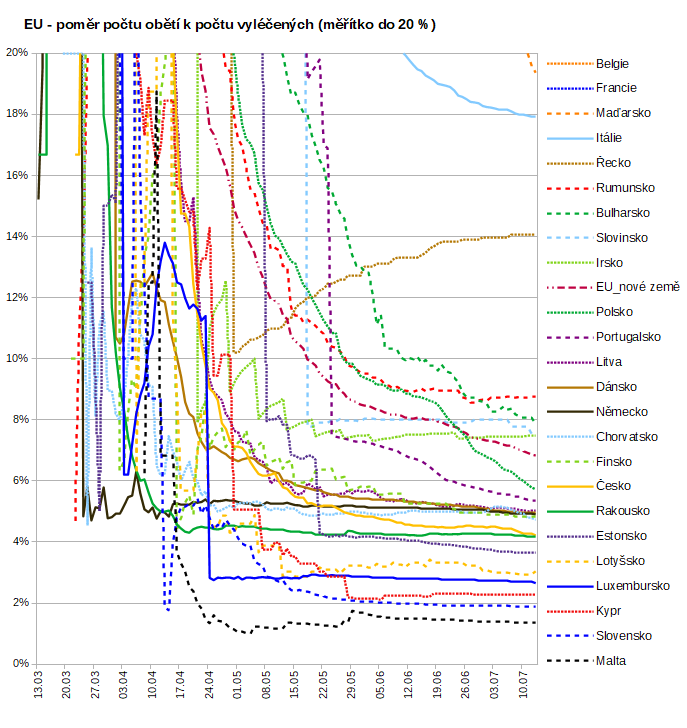 EU - poměr počtu obětí k počtu vyléčených (měřítko do 20 %)
20%
18%
16%
14%
12%
10%
8%
6%
4%
2%
0%
13.03
20.03
27.03
03.04
10.04
17.04
24.04
01.05
08.05
15.05
22.05
29.05
05.06
12.06
19.06
26.06
03.07
10.07
Belgie
Francie
Maďarsko
Itálie
Řecko
Rumunsko
Bulharsko
Slovinsko
Irsko
EU_nové země
Polsko
Portugalsko
Litva
Dánsko
Německo
Chorvatsko
Finsko
Česko
Rakousko
Estonsko
Lotyšsko
Luxembursko
Kypr
Slovensko
Malta